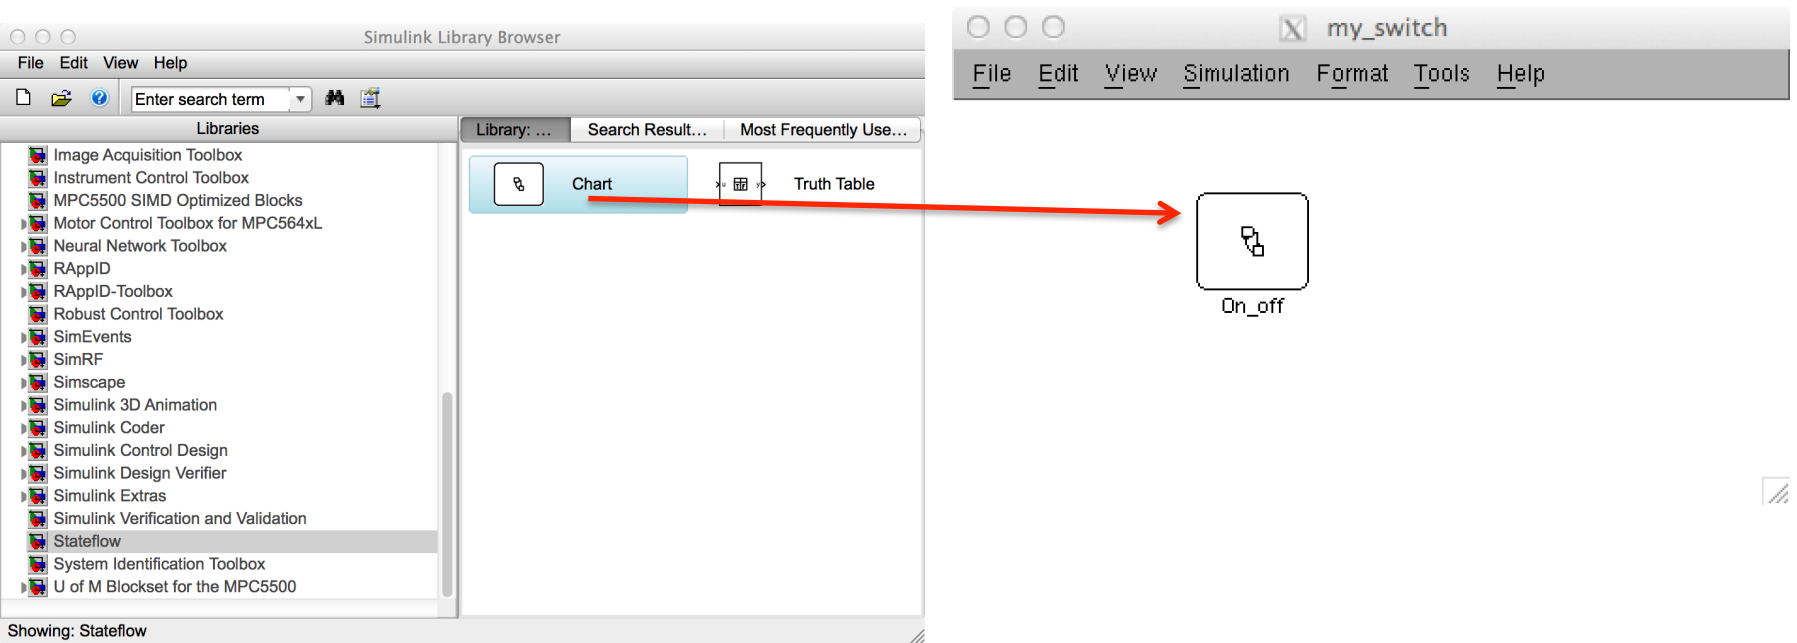 Simulink Library Browser
File Edit View Help
Enter search term
Libraries
Image Acquisition Toolbox
Instrument Control Toolbox
MPC5500 SIMD Optimized Blocks
Motor Control Toolbox for MPC564xL
Neural Network Toolbox
RAppID
RAppID-Toolbox
Robust Control Toolbox
SimEvents
SimRF
Simscape
Simulink 3D Animation
Simulink Coder
Simulink Control Design
Simulink Design Verifier
Simulink Extras
Simulink Verification and Validation
Stateflow
System Identification Toolbox
U of M Blockset for the MPC5500
Showing: Stateflow
Library: ... Search Result... Most Frequently Use...
Chart
u y Truth Table
my_switch
File Edit View Simulation Format Tools Help
On_off